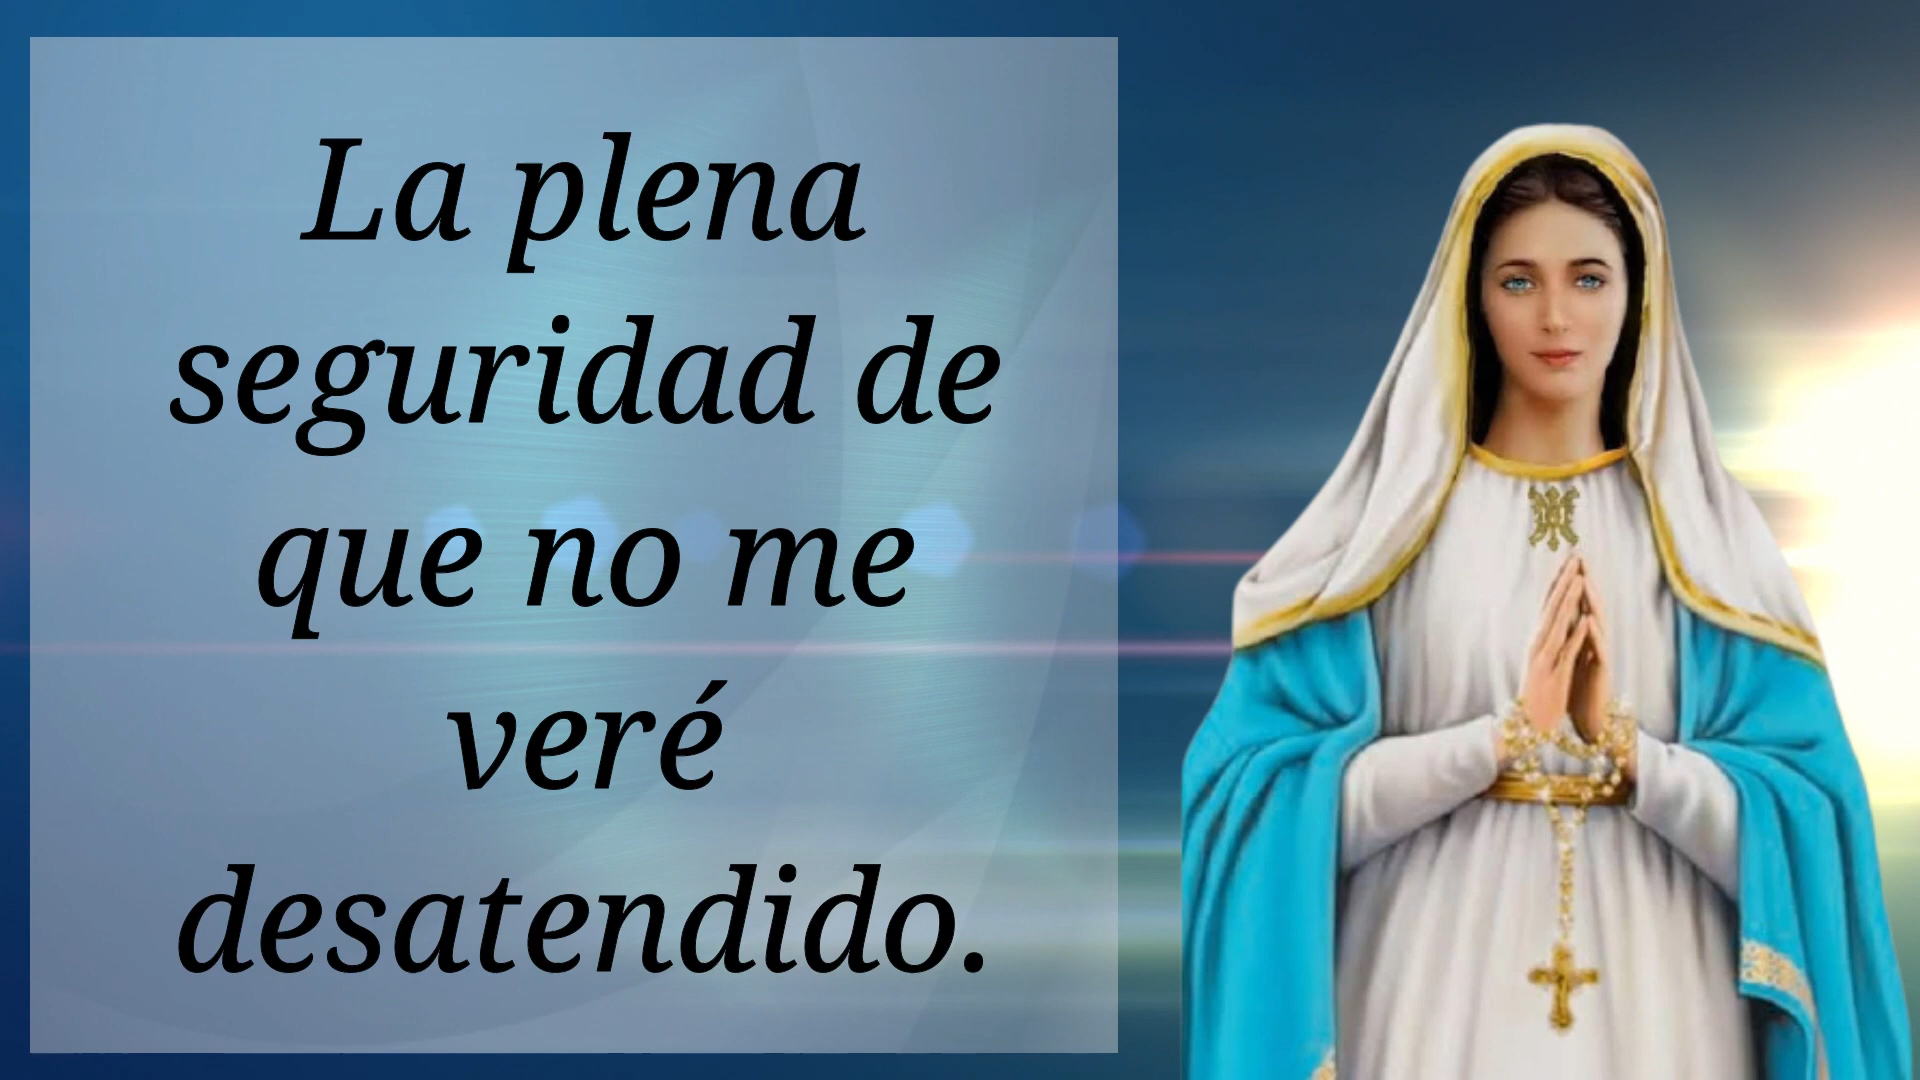 La plena
seguridad de
que no me
veré
desatendido.